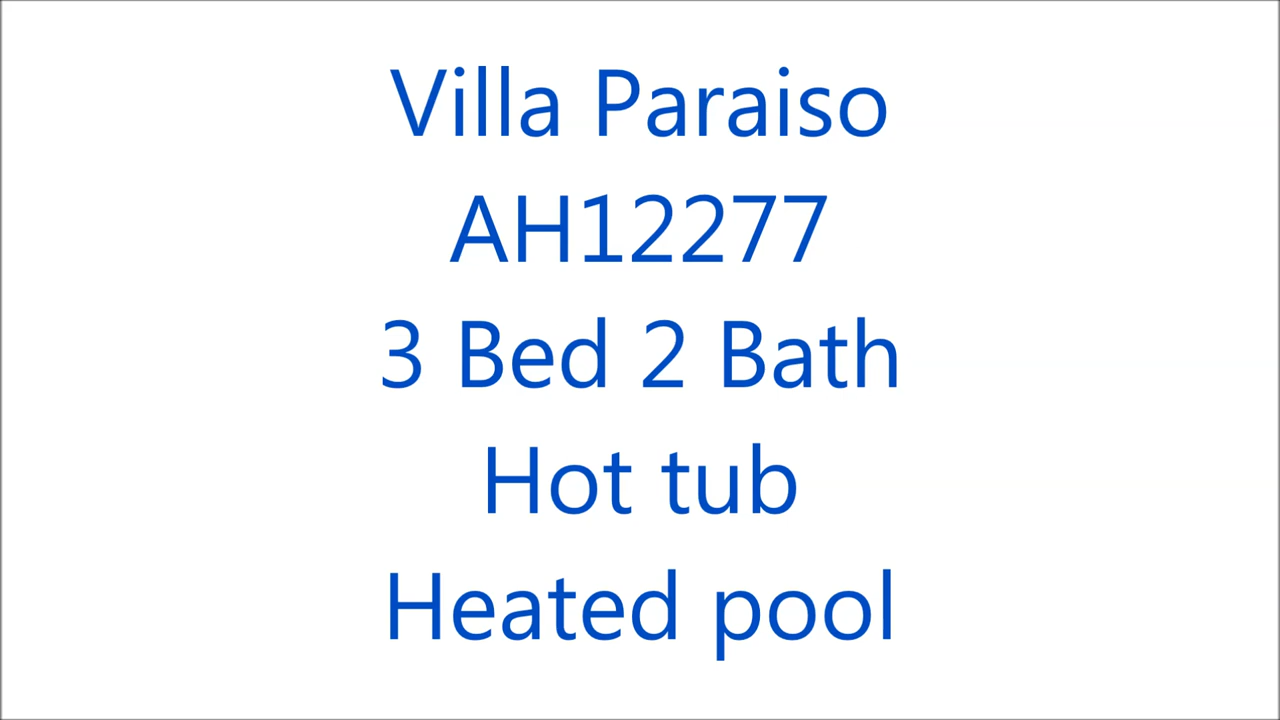 Villa Paraiso
AH12277
3 Bed 2 Bath
Hot tub
Heated pool